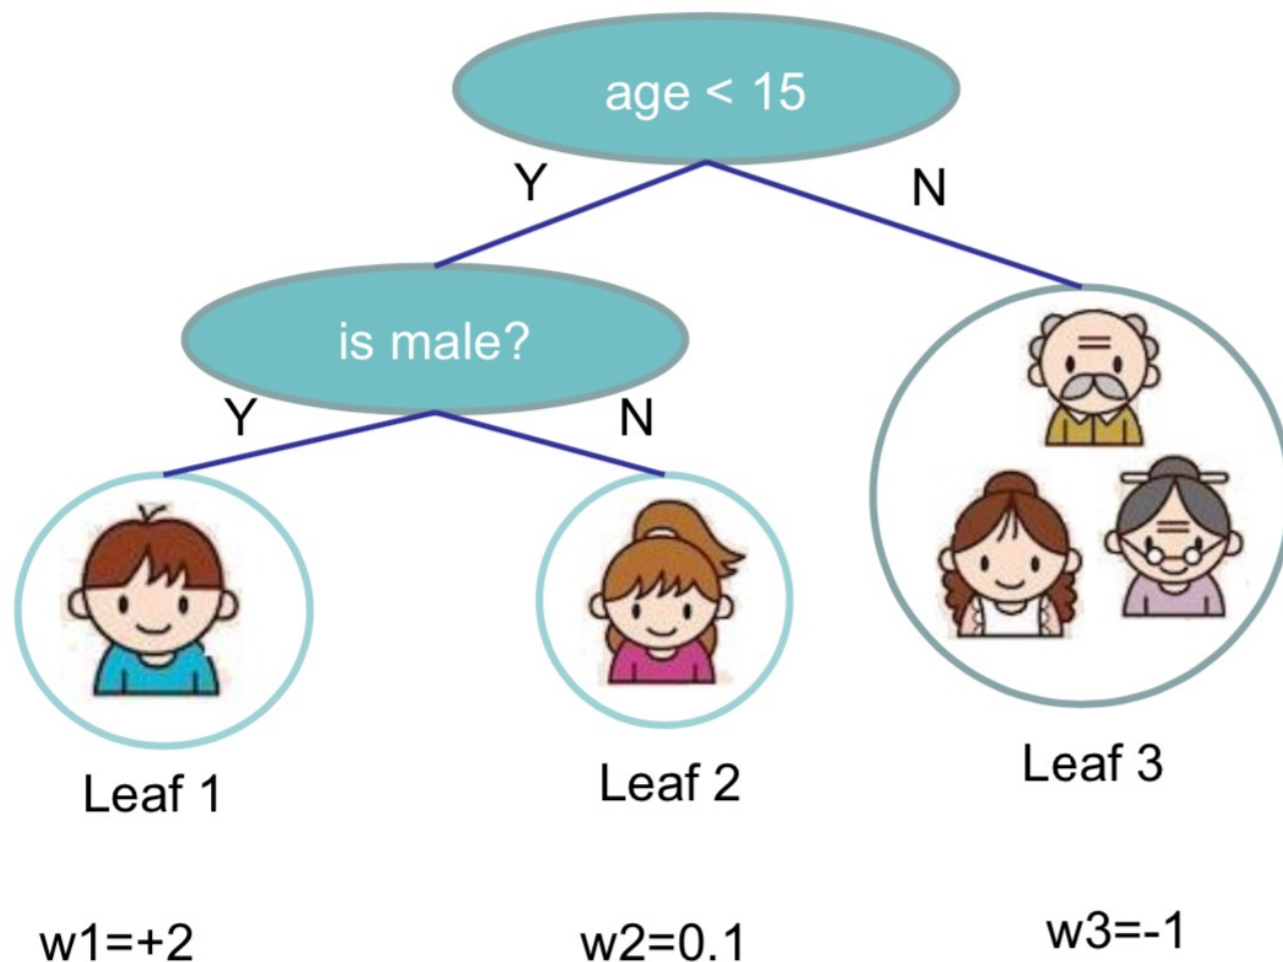 age < 15
Y
N
is male?
Y
N
Leaf 1
Leaf 2
Leaf 3
w1=+2
w2=0.1
w3=-1